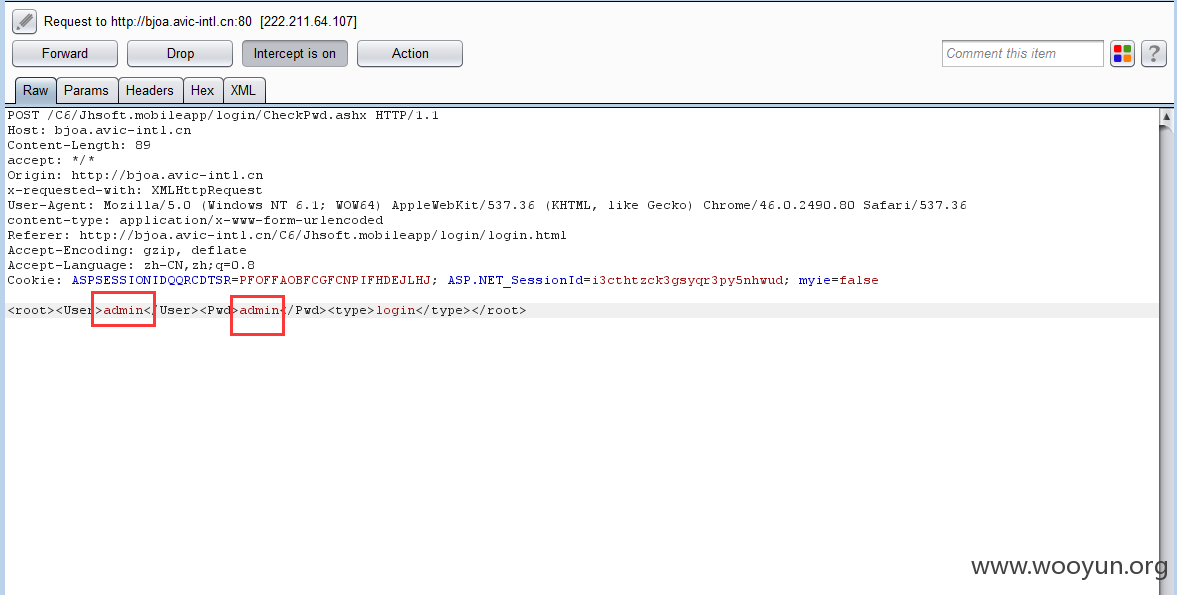 Request to http://bjoa.avic-intl.cn:80 [222.211.64.107]
Forward Drop Intercept is on Action Comment this item ?
Raw Params Headers Hex XML
POST /C6/Jhsoft.mobileapp/login/CheckPwd.ashx HTTP/1.1
Host: bjoa.avic-intl.cn
Content-Length: 89
accept: */*
Origin: http://bjoa.avic-intl.cn
x-requested-with: XMLHttpRequest
User-Agent: Mozilla/5.0 (Windows NT 6.1; WOW64) AppleWebKit/537.36 (KHTML, like Gecko) Chrome/46.0.2490.80 Safari/537.36
content-type: application/x-www-form-urlencoded
Referer: http://bjoa.avic-intl.cn/C6/Jhsoft.mobileapp/login/login.html
Accept-Encoding: gzip, deflate
Accept-Language: zh-CN,zh;q=0.8
Cookie: ASPSESSIONIDQQRCDTSR=PFOFFAOBFCGFCNPIFHDEJLHJ; ASP.NET_SessionId=i3cthtzck3gsyqr3py5nhwud; myie=false
<root><User>admin</User><Pwd>admin</Pwd><type>login</type></root>
www.wooyun.org